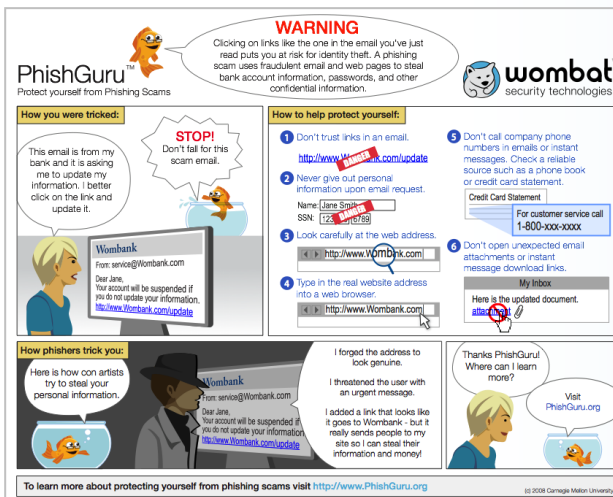 WARNING
Clicking on links like the one in the email you've just
read puts you at risk for identity theft. A phishing
scam uses fraudulent email and web pages to steal
bank account information, passwords, and other
confidential information.
PhishGuru™
Protect yourself from Phishing Scams
wombat
security technologies
How you were tricked:
This email is from my
bank and it is asking
me to update my
information. I better
click on the link and
update it.
STOP!
Don't fall for this
scam email.
Wombank
From: service@Wombank.com
Dear Jane,
Your account will be suspended if
you do not update your information.
http://www.Wombank.com/update
How to help protect yourself:
1 Don't trust links in an email.
http://www.Wombank.com/update
DANGER
2 Never give out personal
information upon email request.
Name: Jane Smith
SSN: 123 6789
DANGER
3 Look carefully at the web address.
http://www.Wombank.com
4 Type in the real website address
into a web browser.
http://www.Wombank.com
5 Don't call company phone
numbers in emails or instant
messages. Check a reliable
source such as a phone book
or credit card statement.
Credit Card Statement
For customer service call
1-800-xxx-xxxx
6 Don't open unexpected email
attachments or instant
message download links.
My Inbox
Here is the updated document.
attachment
How phishers trick you:
Here is how con artists
try to steal your
personal information.
Wombank
From: service@Wombank.com
Dear Jane,
Your account will be suspended if
you do not update your information
http://www.Wombank.com/update
I forged the address to
look genuine.
I threatened the user with
an urgent message.
I added a link that looks like
it goes to Wombank - but it
really sends people to my
site so I can steal their
information and money!
Thanks PhishGuru!
Where can I learn
more?
Visit
PhishGuru.org
To learn more about protecting yourself from phishing scams visit http://www.PhishGuru.org
(c) 2008 Carnegie Mellon University